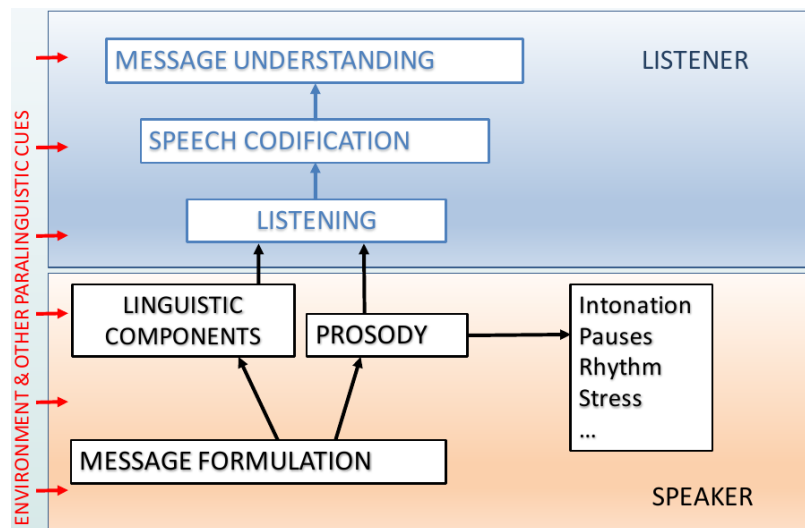 ENVIRONMENT & OTHER PARALINGUISTIC CUES
LISTENER
MESSAGE UNDERSTANDING
SPEECH CODIFICATION
LISTENING
LINGUISTIC
COMPONENTS
PROSODY
Intonation
Pauses
Rhythm
Stress
...
MESSAGE FORMULATION
SPEAKER